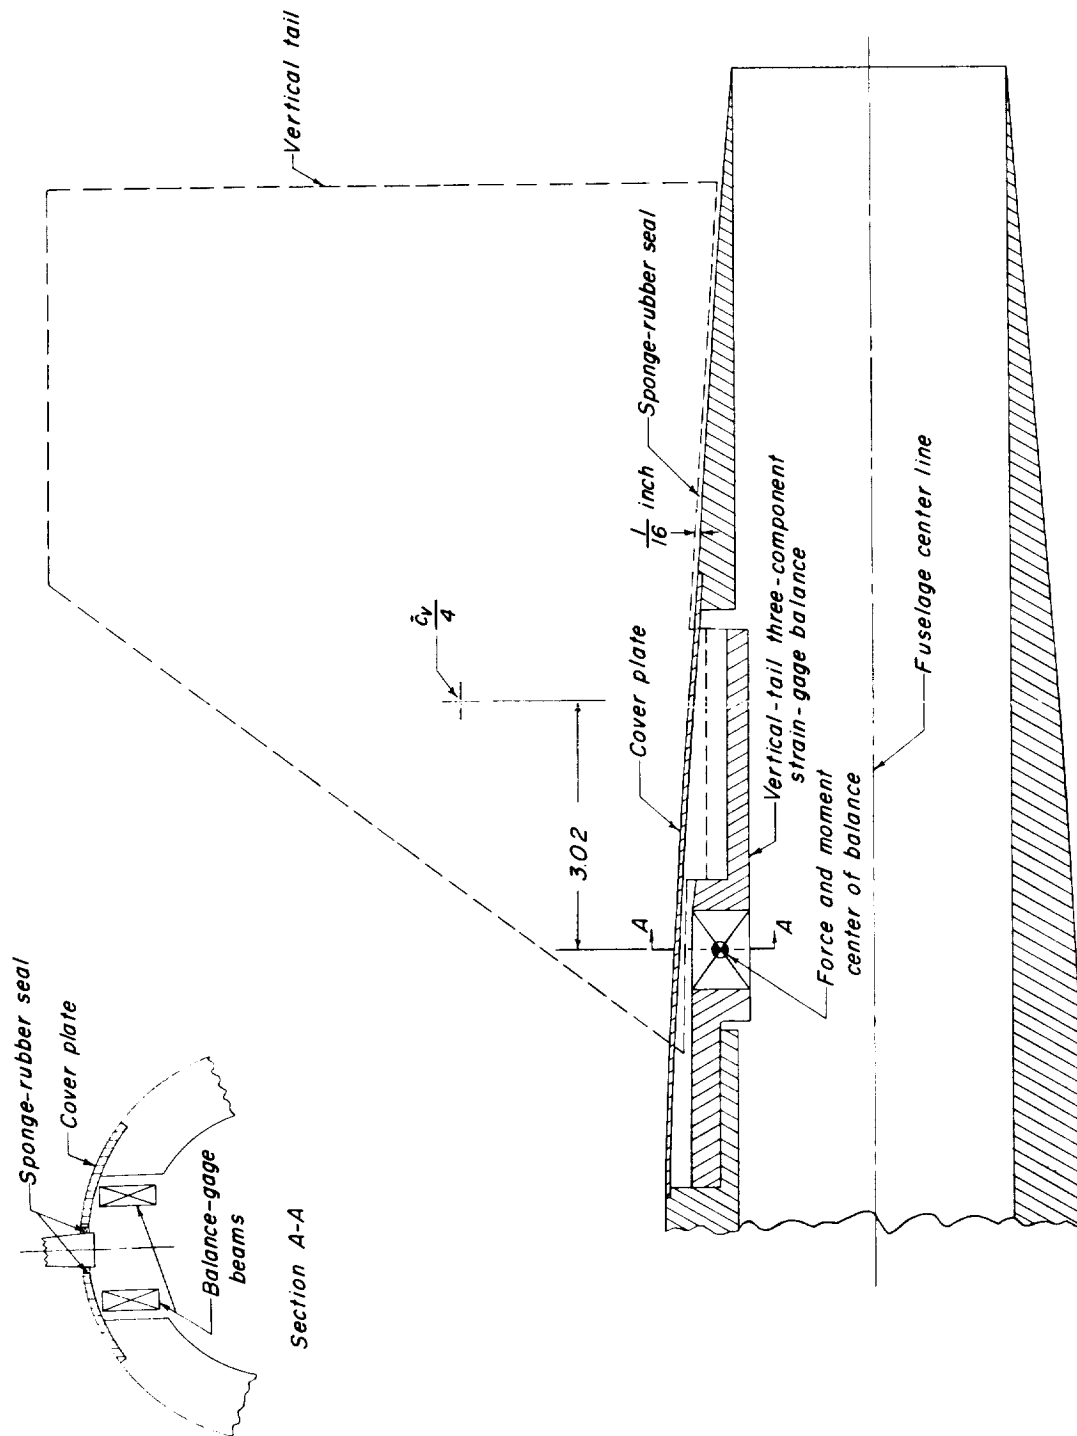 Vertical tail
Sponge-rubber seal
1/16 inch
c̄v/4
Cover plate
3.02
A
A
Vertical-tail three-component
strain-gage balance
Force and moment
center of balance
Fuselage center line
Sponge-rubber seal
Cover plate
Balance-gage
beams
Section A-A